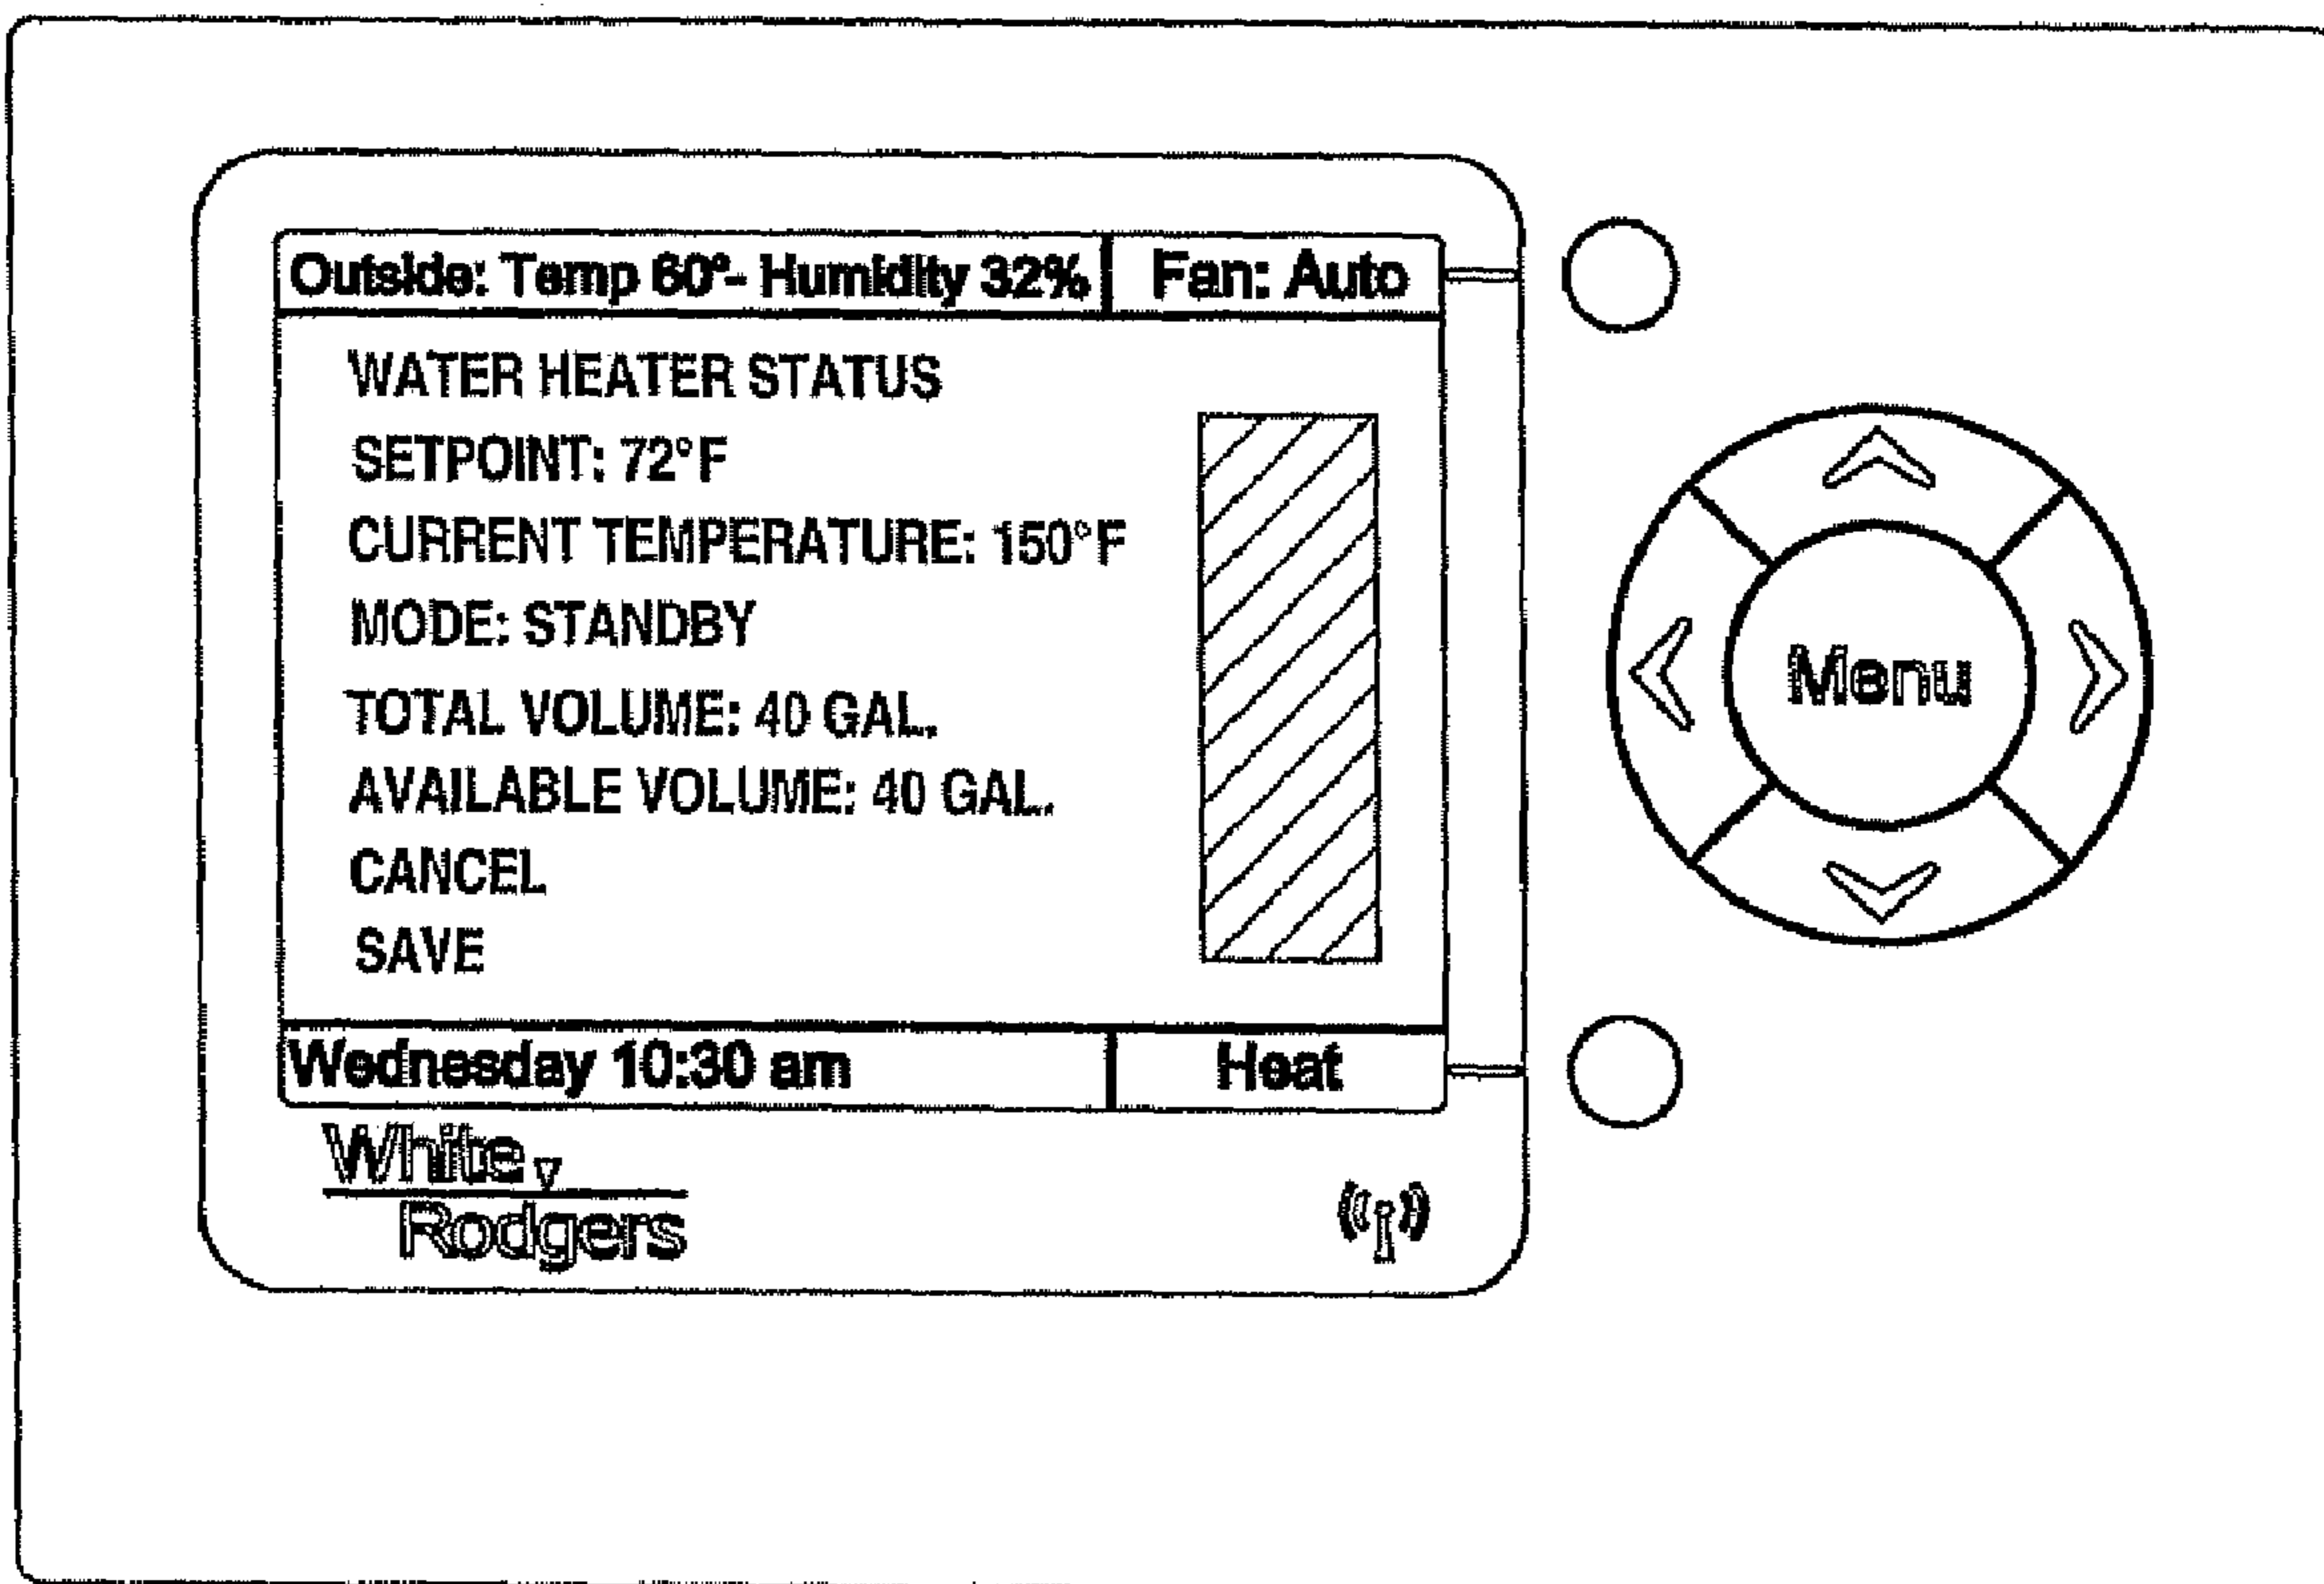 Outside: Temp 60°- Humidity 32% Fan: Auto
WATER HEATER STATUS
SETPOINT: 72°F
CURRENT TEMPERATURE: 150°F
MODE: STANDBY
TOTAL VOLUME: 40 GAL.
AVAILABLE VOLUME: 40 GAL.
CANCEL
SAVE
Wednesday 10:30 am Heat
White
Rodgers
Menu